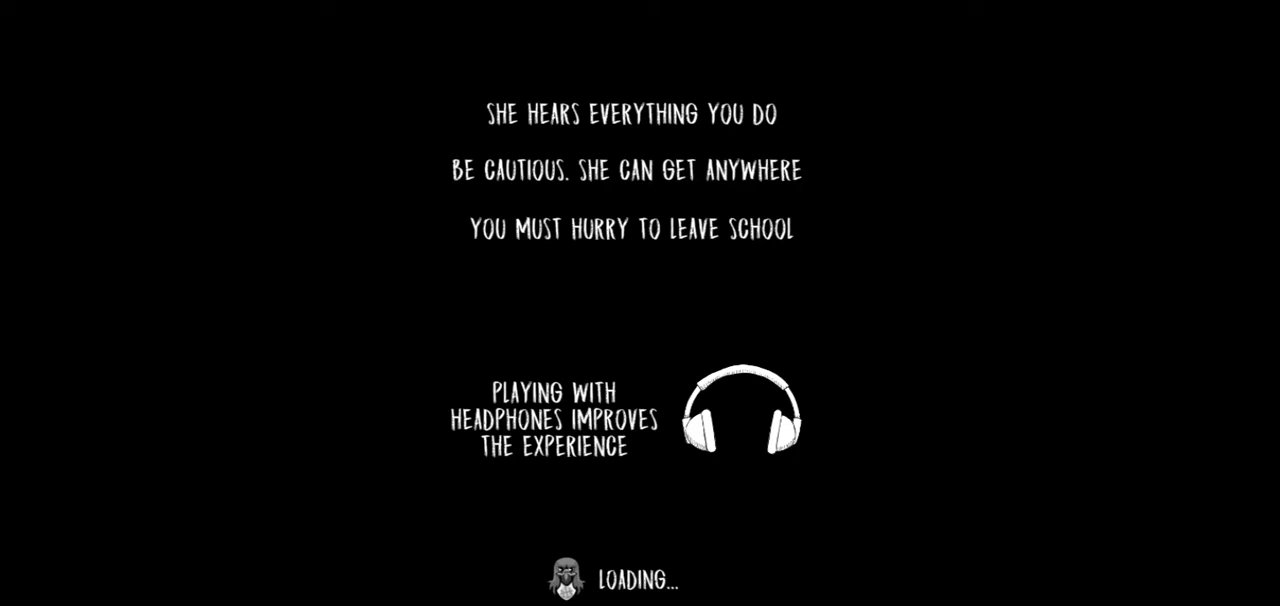 SHE HEARS EVERYTHING YOU DO
BE CAUTIOUS. SHE CAN GET ANYWHERE
YOU MUST HURRY TO LEAVE SCHOOL
PLAYING WITH
HEADPHONES IMPROVES
THE EXPERIENCE
LOADING...